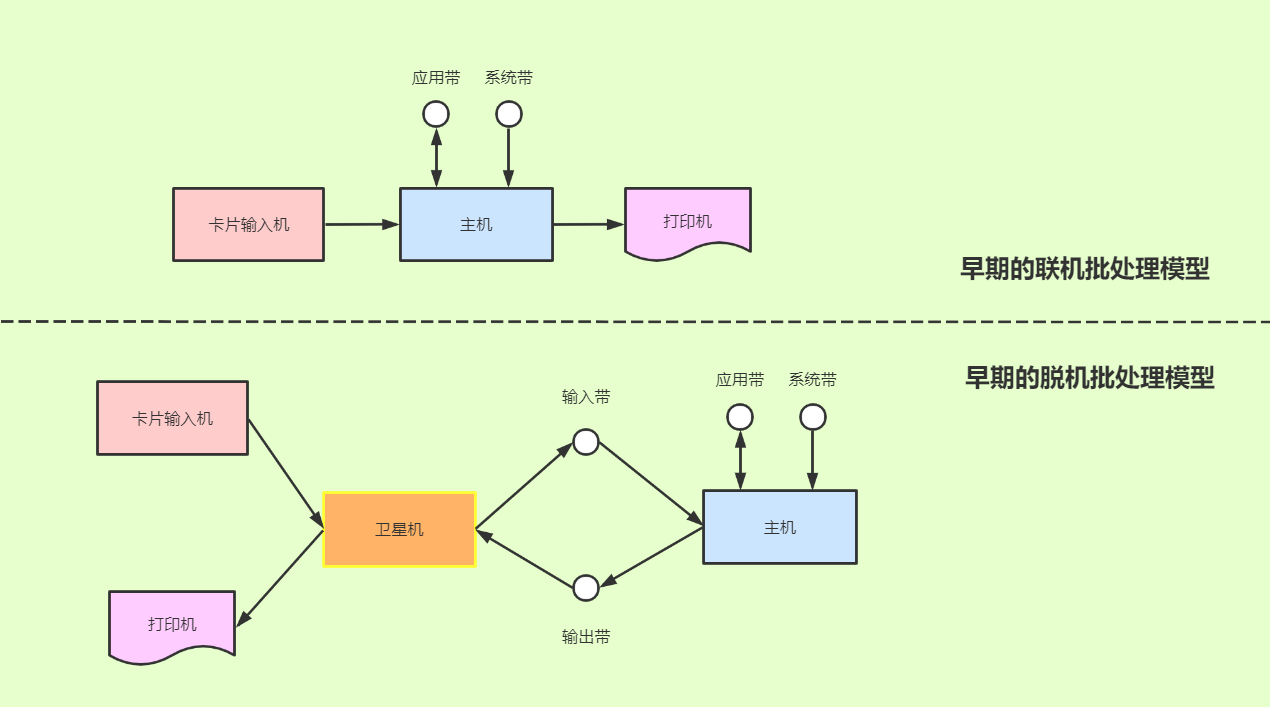 应用带 系统带
卡片输入机
主机
打印机
早期的联机批处理模型
早期的脱机批处理模型
应用带 系统带
输入带
卡片输入机
卫星机
主机
打印机
输出带